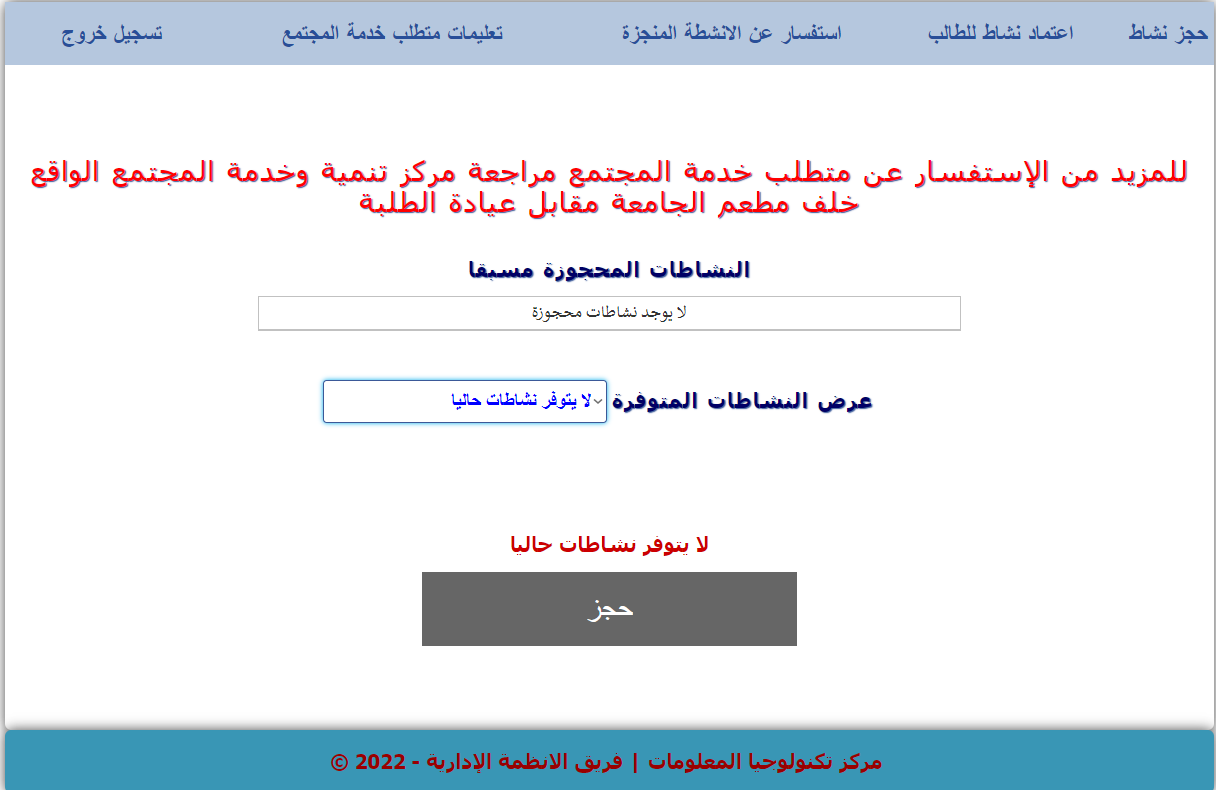 حجز نشاط
اعتماد نشاط للطالب
استفسار عن الانشطة المنجزة
تعليمات متطلب خدمة المجتمع
تسجيل خروج
للمزيد من الإستفسار عن متطلب خدمة المجتمع مراجعة مركز تنمية وخدمة المجتمع الواقع
خلف مطعم الجامعة مقابل عيادة الطلبة
النشاطات المحجوزة مسبقا
لا يوجد نشاطات محجوزة
عرض النشاطات المتوفرة
لا يتوفر نشاطات حاليا
لا يتوفر نشاطات حاليا
حجز
مركز تكنولوحيا المعلومات | فريق الانظمة الإدارية - 2022 ©